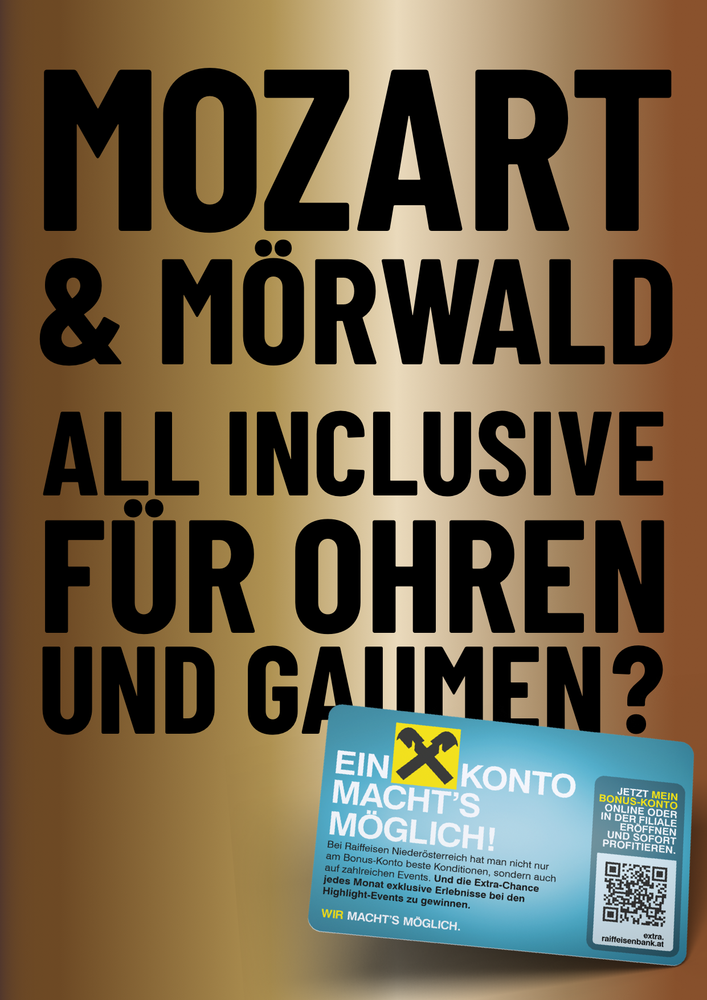 MOZART
& MÖRWALD
ALL INCLUSIVE
FÜR OHREN
UND GAUMEN?
EIN KONTO
MACHT'S
MÖGLICH!
Bei Raiffeisen Niederösterreich hat man nicht nur
am Bonus-Konto beste Konditionen, sondern auch
auf zahlreichen Events. Und die Extra-Chance
jedes Monat exklusive Erlebnisse bei den
Highlight-Events zu gewinnen.
WIR MACHT'S MÖGLICH.
JETZT MEIN
BONUS-KONTO
ONLINE ODER
IN DER FILIALE
ERÖFFNEN
UND SOFORT
PROFITIEREN.
extra.
raiffeisenbank.at